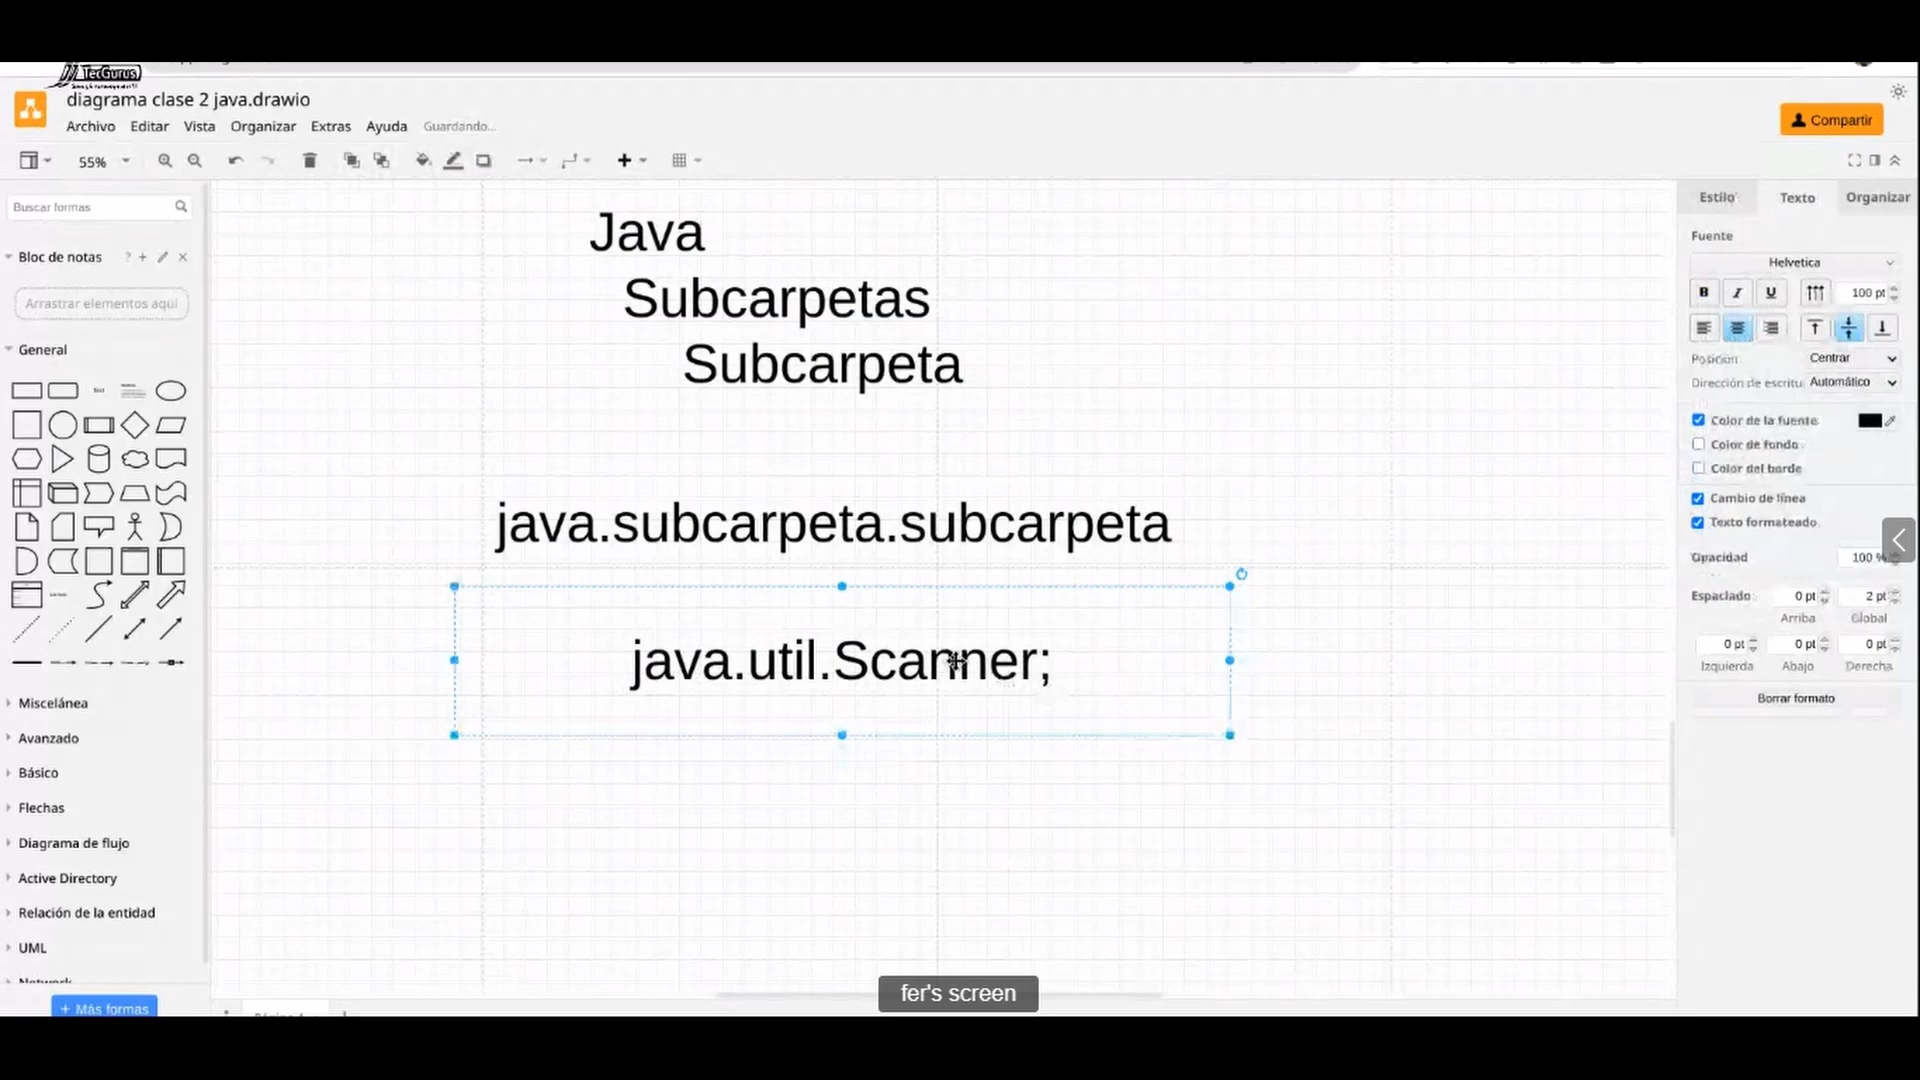 TecGurus
diagrama clase 2 java.drawio
Archivo Editar Vista Organizar Extras Ayuda Guardando...
Compartir
55%
Buscar formas
Bloc de notas ? + ×
Arrastrar elementos aquí
General
Text
Miscelánea
Avanzado
Básico
Flechas
Diagrama de flujo
Active Directory
Relación de la entidad
UML
Network
+ Más formas
Java
Subcarpetas
Subcarpeta
java.subcarpeta.subcarpeta
java.util.Scanner;
fer's screen
Estilo Texto Organizar
Fuente
Helvetica
B I U 100 pt
Posición Centrar
Dirección de escritu Automático
Color de la fuente
Color de fondo
Color del borde
Cambio de línea
Texto formateado
Opacidad 100 %
Espaciado 0 pt 2 pt
Arriba Global
0 pt 0 pt 0 pt
Izquierda Abajo Derecha
Borrar formato